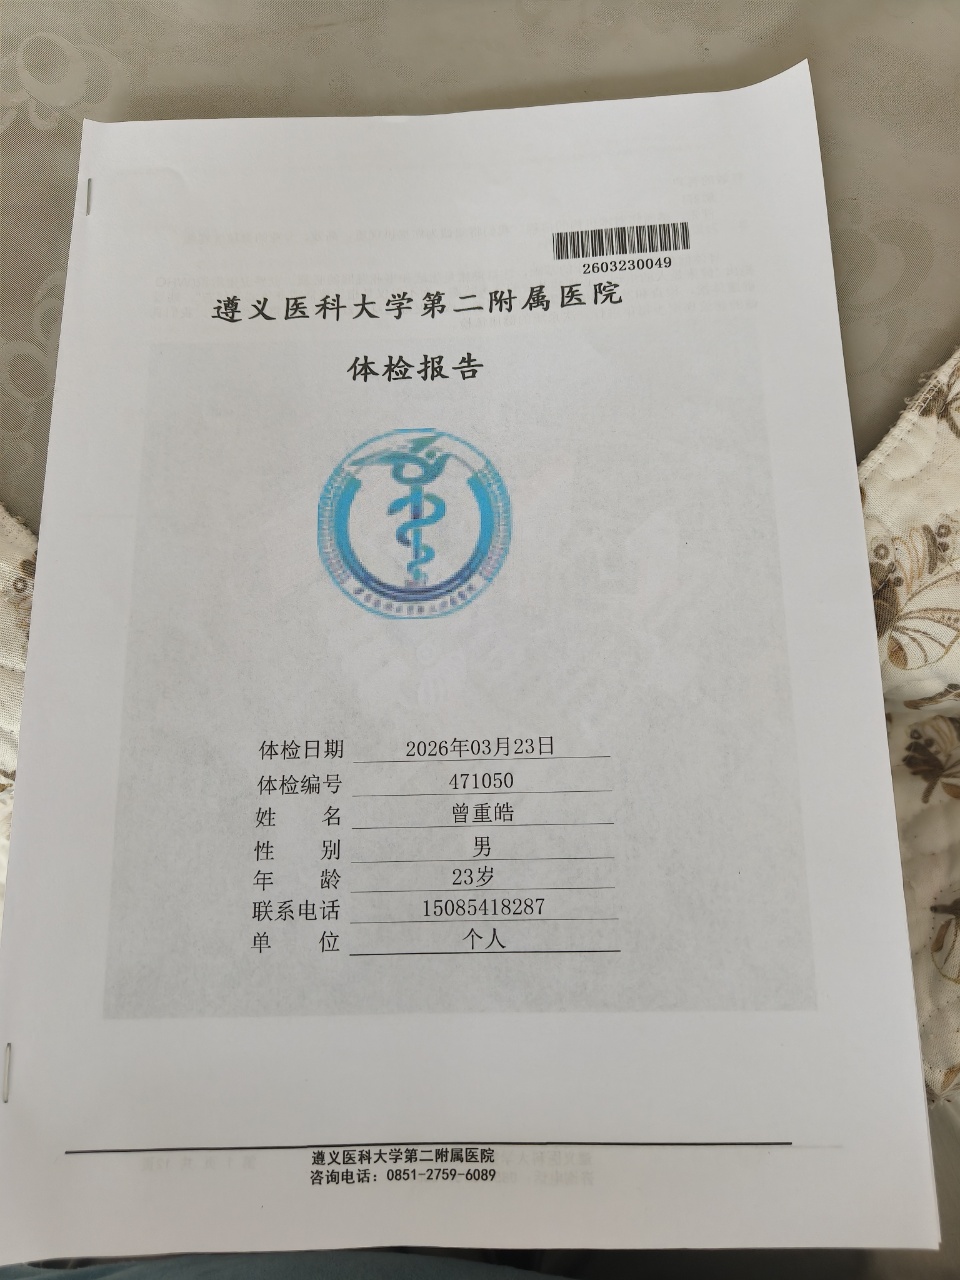 2603230049
遵义医科大学第二附属医院
体检报告
体检日期 2026年03月23日
体检编号 471050
姓 名 曾重皓
性 别 男
年 龄 23岁
联系电话 15085418287
单 位 个人
遵义医科大学第二附属医院
咨询电话：0851-2759-6089